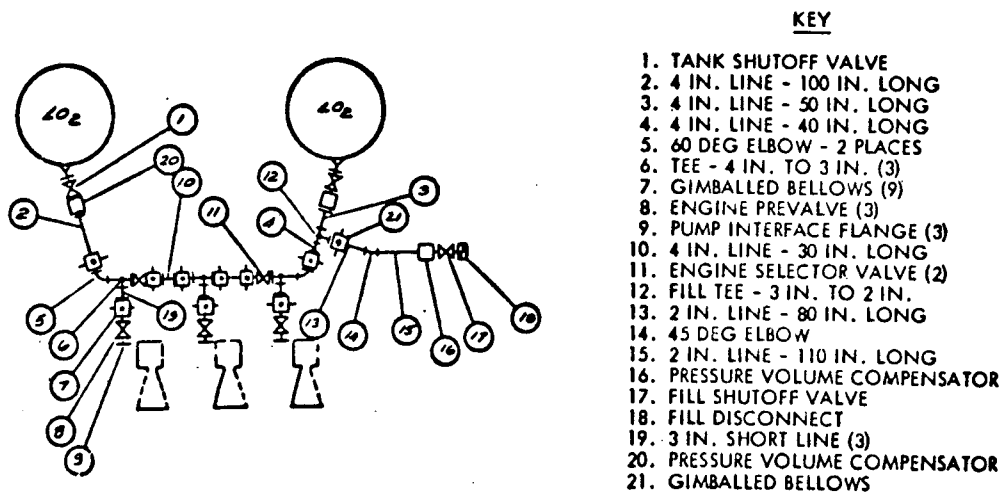 KEY
1. TANK SHUTOFF VALVE
2. 4 IN. LINE - 100 IN. LONG
3. 4 IN. LINE - 50 IN. LONG
4. 4 IN. LINE - 40 IN. LONG
5. 60 DEG ELBOW - 2 PLACES
6. TEE - 4 IN. TO 3 IN. (3)
7. GIMBALLED BELLOWS (9)
8. ENGINE PREVALVE (3)
9. PUMP INTERFACE FLANGE (3)
10. 4 IN. LINE - 30 IN. LONG
11. ENGINE SELECTOR VALVE (2)
12. FILL TEE - 3 IN. TO 2 IN.
13. 2 IN. LINE - 80 IN. LONG
14. 45 DEG ELBOW
15. 2 IN. LINE - 110 IN. LONG
16. PRESSURE VOLUME COMPENSATOR
17. FILL SHUTOFF VALVE
18. FILL DISCONNECT
19. 3 IN. SHORT LINE (3)
20. PRESSURE VOLUME COMPENSATOR
21. GIMBALLED BELLOWS
LO2
LO2
1
20
10
2
11
12
3
21
4
5
6
19
13
14
15
16
17
18
7
8
9